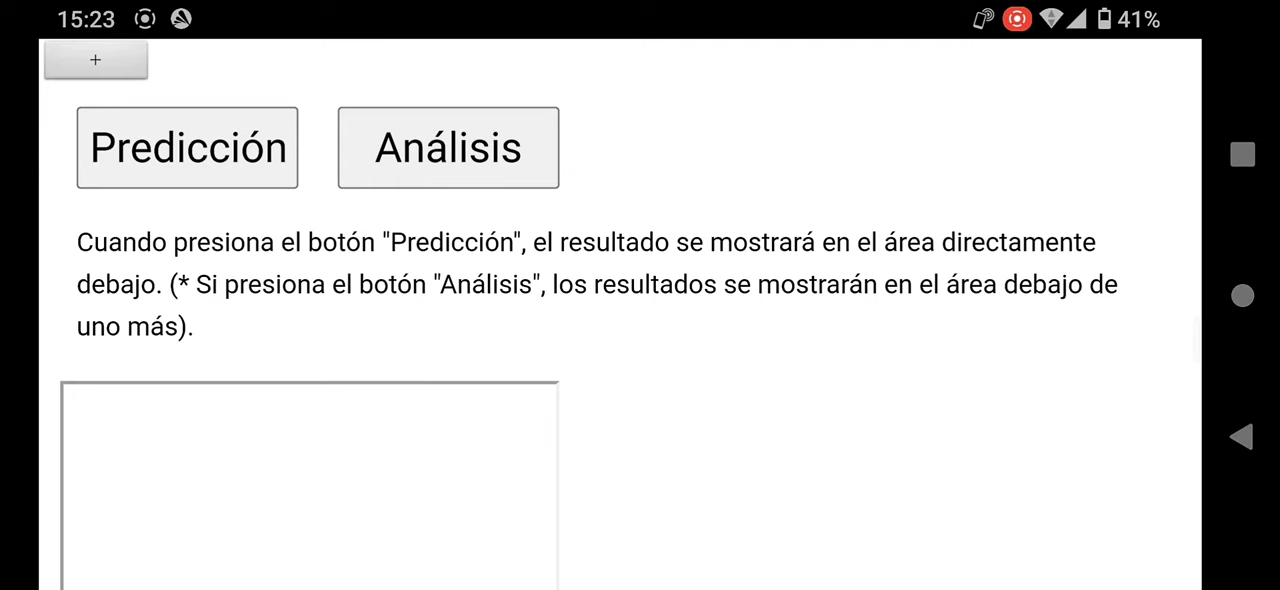 15:23 41%
+
Predicción Análisis
Cuando presiona el botón "Predicción", el resultado se mostrará en el área directamente
debajo. (* Si presiona el botón "Análisis", los resultados se mostrarán en el área debajo de
uno más).